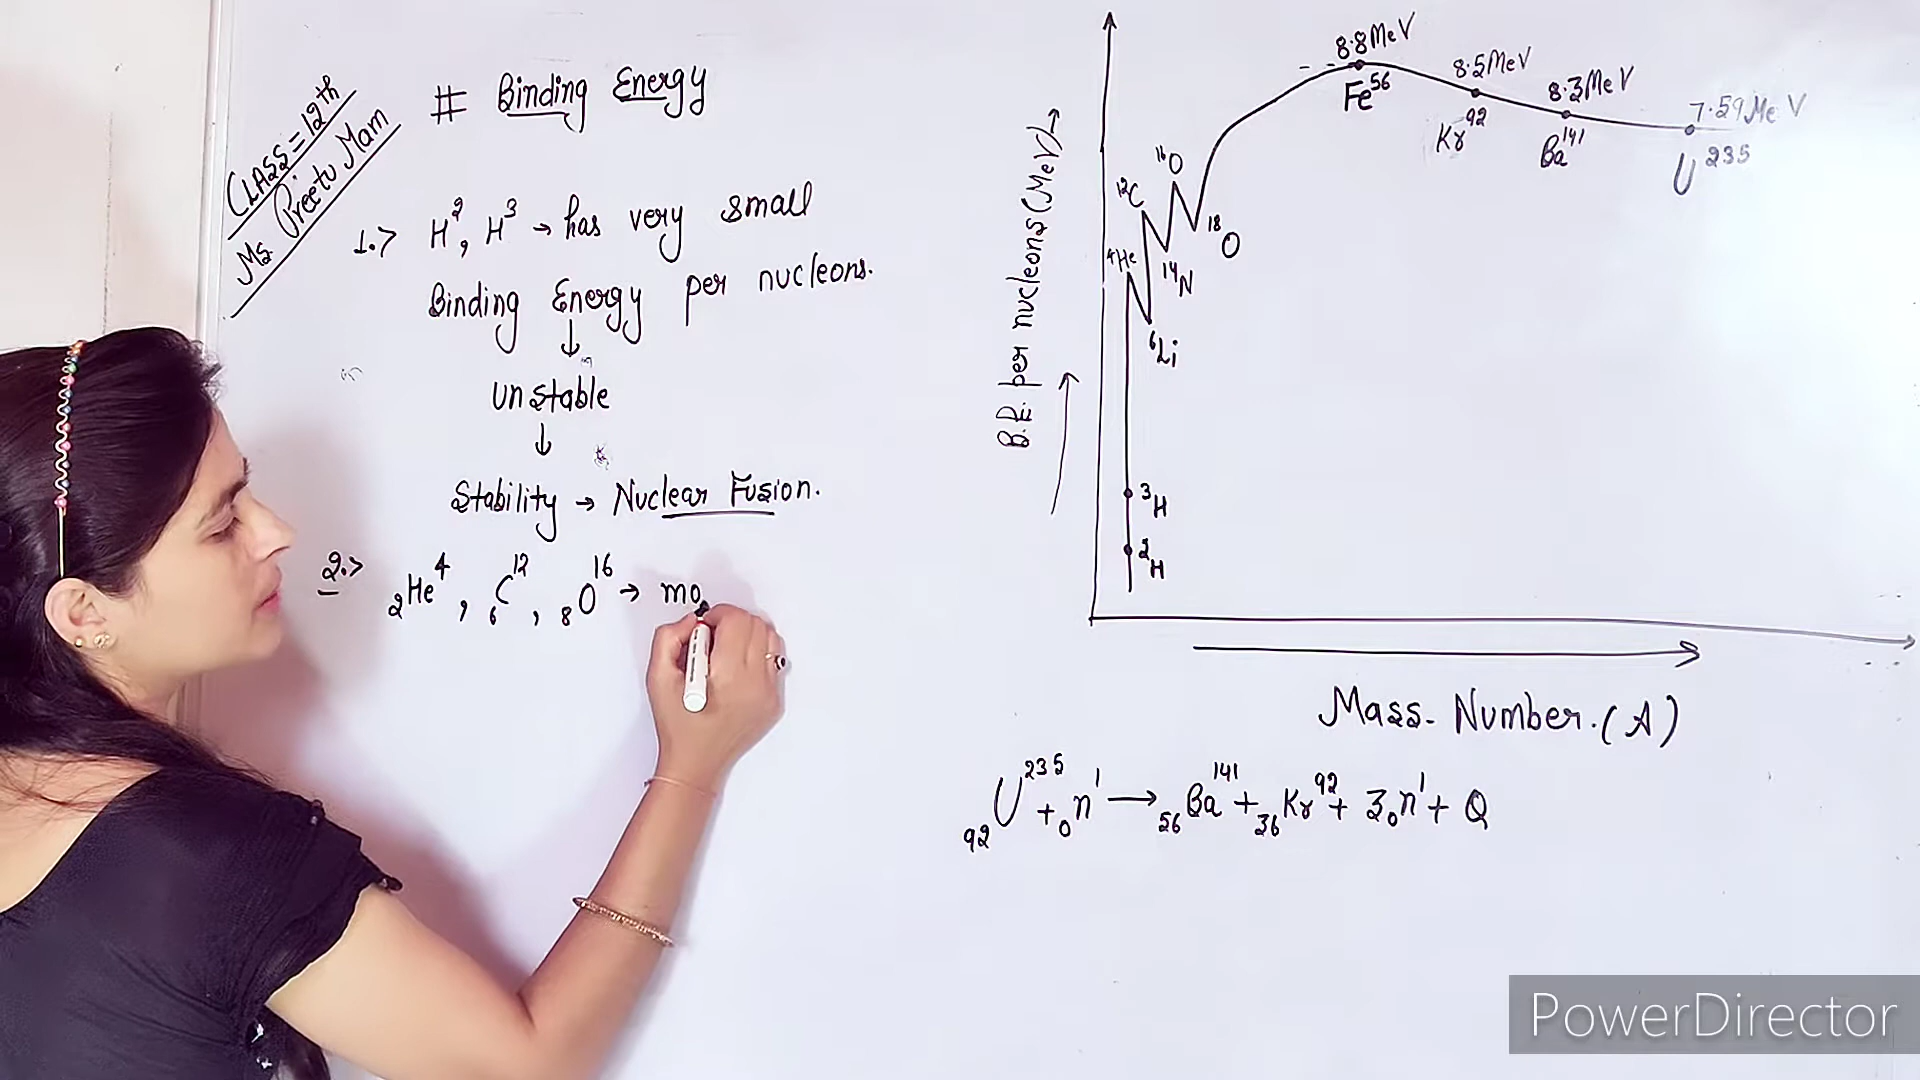 CLASS = 12th
Ms. Preetu Mam
# Binding Energy
1.> H², H³ → has very small
Binding Energy per nucleons.
↓
unstable
↓
Stability → Nuclear Fusion.
2.> ₂He⁴, ₆C¹², ₈O¹⁶ → mo
B.E. per nucleons (MeV) →
8.8 MeV
Fe⁵⁶
8.5 MeV
Kr⁹²
8.3 MeV
Ba¹⁴¹
7.59 MeV
U²³⁵
¹⁶O
¹²C
¹⁸O
⁴He
¹⁴N
⁶Li
³H
²H
Mass. Number. (A)
₉₂U²³⁵ + ₀n¹ → ₅₆Ba¹⁴¹ + ₃₆Kr⁹² + 3₀n¹ + Q
PowerDirector